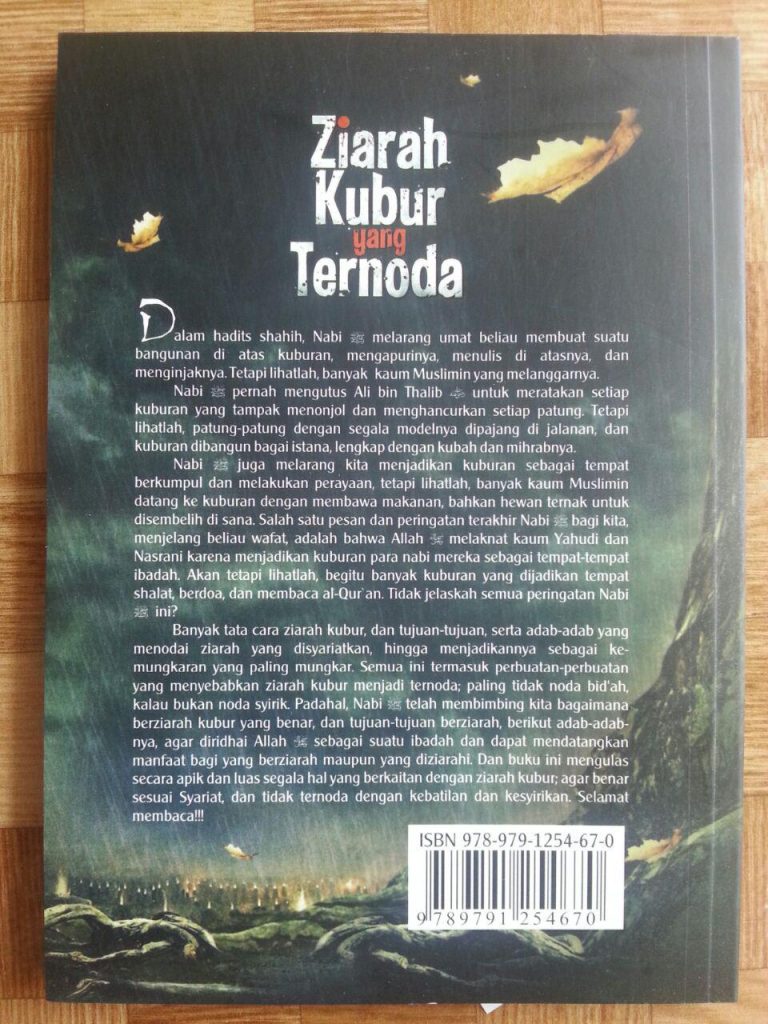 Ziarah
Kubur
yang
Ternoda
Dalam hadits shahih, Nabi ﷺ melarang umat beliau membuat suatu
bangunan di atas kuburan, mengapurinya, menulis di atasnya, dan
menginjaknya. Tetapi lihatlah, banyak kaum Muslimin yang melanggarnya.
Nabi ﷺ pernah mengutus Ali bin Thalib untuk meratakan setiap
kuburan yang tampak menonjol dan menghancurkan setiap patung. Tetapi
lihatlah, patung-patung dengan segala modelnya dipajang di jalanan, dan
kuburan dibangun bagai istana, lengkap dengan kubah dan mihrabnya.
Nabi ﷺ juga melarang kita menjadikan kuburan sebagai tempat
berkumpul dan melakukan perayaan, tetapi lihatlah, banyak kaum Muslimin
datang ke kuburan dengan membawa makanan, bahkan hewan ternak untuk
disembelih di sana. Salah satu pesan dan peringatan terakhir Nabi ﷺ bagi kita,
menjelang beliau wafat, adalah bahwa Allah melaknat kaum Yahudi dan
Nasrani karena menjadikan kuburan para nabi mereka sebagai tempat-tempat
ibadah. Akan tetapi lihatlah, begitu banyak kuburan yang dijadikan tempat
shalat, berdoa, dan membaca al-Qur`an. Tidak jelaskah semua peringatan Nabi
ﷺ ini?
Banyak tata cara ziarah kubur, dan tujuan-tujuan, serta adab-adab yang
menodai ziarah yang disyariatkan, hingga menjadikannya sebagai ke-
mungkaran yang paling mungkar. Semua ini termasuk perbuatan-perbuatan
yang menyebabkan ziarah kubur menjadi ternoda; paling tidak noda bid'ah,
kalau bukan noda syirik. Padahal, Nabi ﷺ telah membimbing kita bagaimana
berziarah kubur yang benar, dan tujuan-tujuan berziarah, berikut adab-adab-
nya, agar diridhai Allah sebagai suatu ibadah dan dapat mendatangkan
manfaat bagi yang berziarah maupun yang diziarahi. Dan buku ini mengulas
secara apik dan luas segala hal yang berkaitan dengan ziarah kubur; agar benar
sesuai Syariat, dan tidak ternoda dengan kebatilan dan kesyirikan. Selamat
membaca!!!
ISBN 978-979-1254-67-0
9 789791 254670